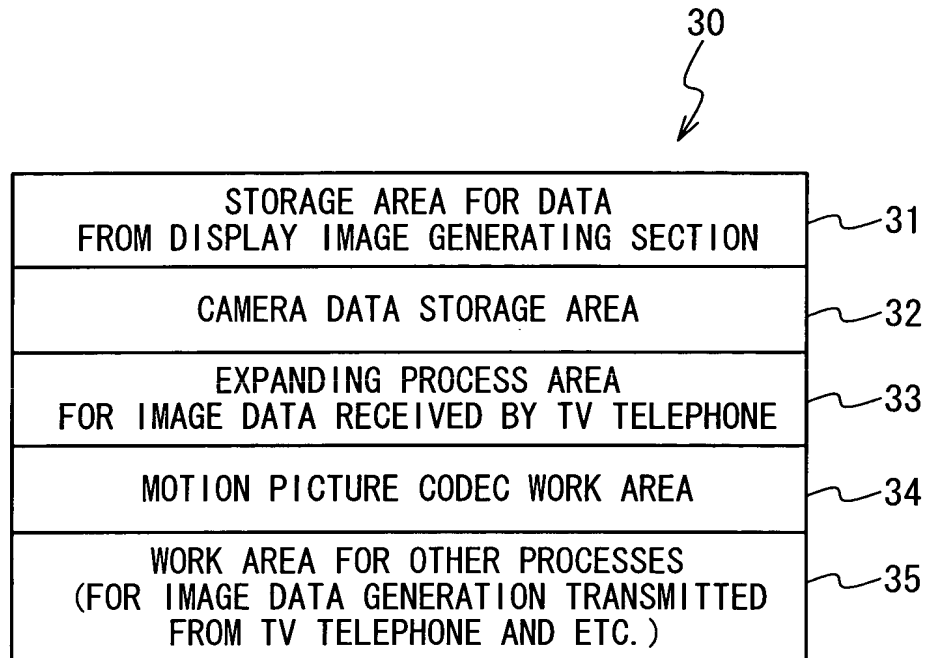 30
STORAGE AREA FOR DATA
FROM DISPLAY IMAGE GENERATING SECTION
31
CAMERA DATA STORAGE AREA
32
EXPANDING PROCESS AREA
FOR IMAGE DATA RECEIVED BY TV TELEPHONE
33
MOTION PICTURE CODEC WORK AREA
34
WORK AREA FOR OTHER PROCESSES
(FOR IMAGE DATA GENERATION TRANSMITTED
FROM TV TELEPHONE AND ETC.)
35